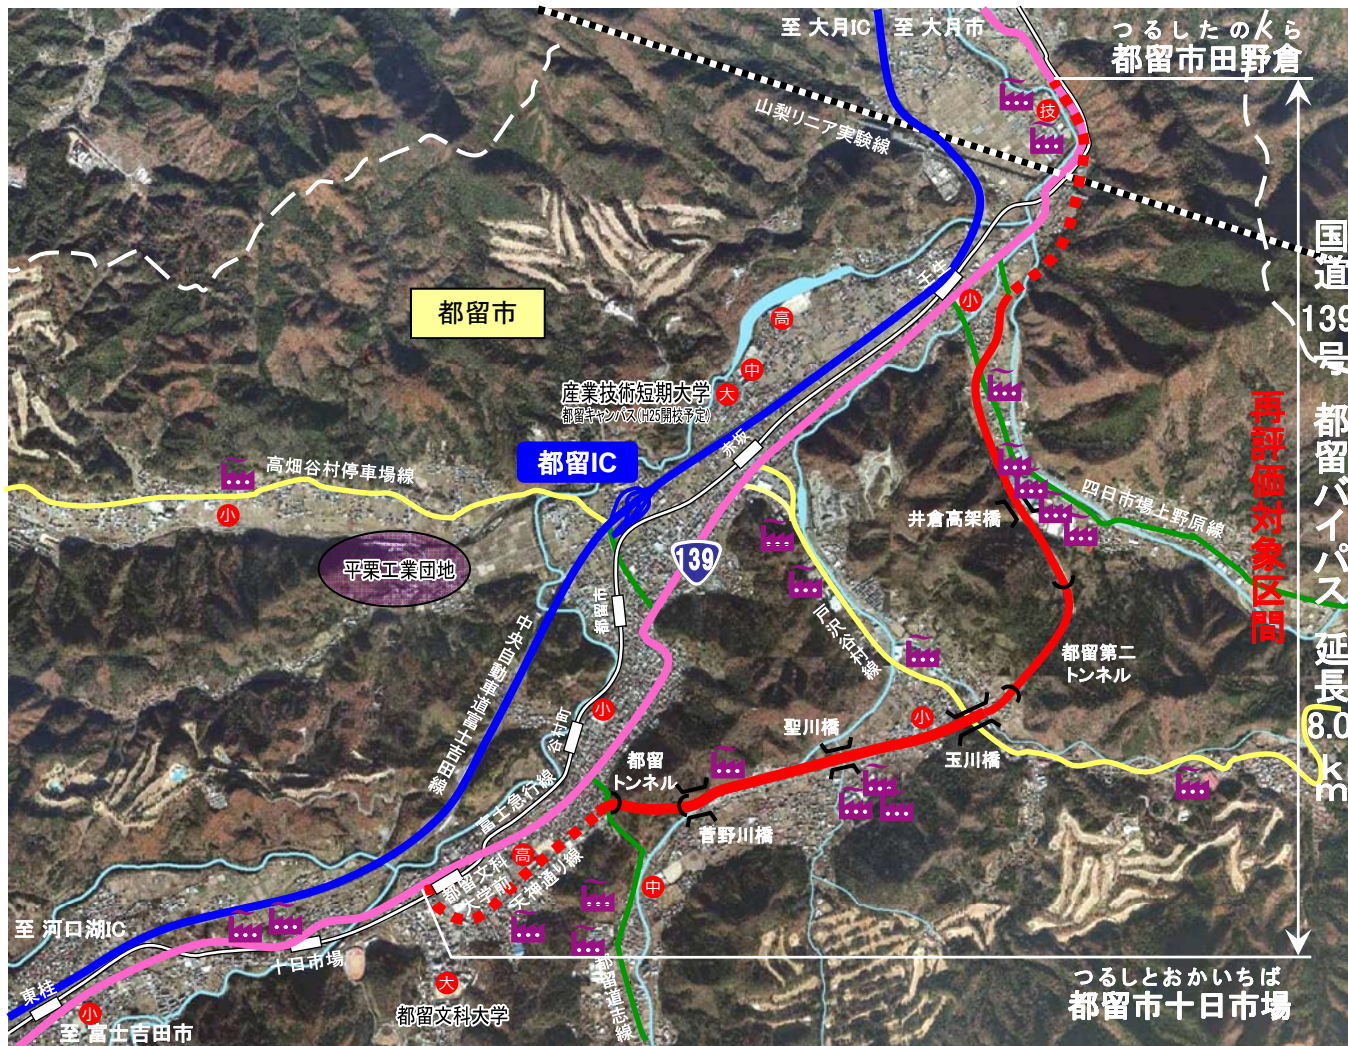 至 大月IC
至 大月市
つるしたのくら
都留市田野倉
山梨リニア実験線
技
禾生
小
都留市
高
中
大
産業技術短期大学
都留キャンパス(H25開校予定)
都留IC
赤坂
高畑谷村停車場線
小
平栗工業団地
139
井倉高架橋
四日市場上野原線
国道139号 都留バイパス 延長8.0km
再評価対象区間
都留市
戸沢谷村線
中央自動車道富士吉田線
都留第二
トンネル
小
谷村町
小
聖川橋
玉川橋
都留
トンネル
富士急行線
菅野川橋
高
都留文科
大学前
天神通り線
中
至 河口湖IC
十日市場
大
都留文科大学
都留道志線
東桂
小
至 富士吉田市
つるしとおかいちば
都留市十日市場